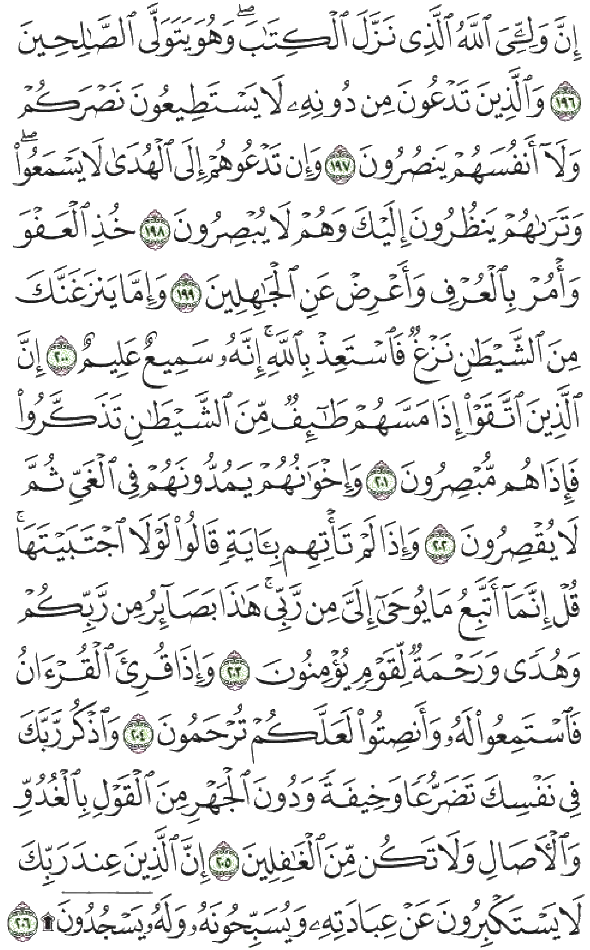 إِنَّ وَلِـِّۧىَ ٱللَّهُ ٱلَّذِى نَزَّلَ ٱلْكِتَـٰبَ ۖ وَهُوَ يَتَوَلَّى ٱلصَّـٰلِحِينَ
﴿١٩٦﴾ وَٱلَّذِينَ تَدْعُونَ مِن دُونِهِۦ لَا يَسْتَطِيعُونَ نَصْرَكُمْ
وَلَآ أَنفُسَهُمْ يَنصُرُونَ ﴿١٩٧﴾ وَإِن تَدْعُوهُمْ إِلَى ٱلْهُدَىٰ لَا يَسْمَعُوا۟ ۖ
وَتَرَىٰهُمْ يَنظُرُونَ إِلَيْكَ وَهُمْ لَا يُبْصِرُونَ ﴿١٩٨﴾ خُذِ ٱلْعَفْوَ
وَأْمُرْ بِٱلْعُرْفِ وَأَعْرِضْ عَنِ ٱلْجَـٰهِلِينَ ﴿١٩٩﴾ وَإِمَّا يَنزَغَنَّكَ
مِنَ ٱلشَّيْطَـٰنِ نَزْغٌ فَٱسْتَعِذْ بِٱللَّهِ ۚ إِنَّهُۥ سَمِيعٌ عَلِيمٌ ﴿٢٠٠﴾ إِنَّ
ٱلَّذِينَ ٱتَّقَوْا۟ إِذَا مَسَّهُمْ طَـٰٓئِفٌ مِّنَ ٱلشَّيْطَـٰنِ تَذَكَّرُوا۟
فَإِذَا هُم مُّبْصِرُونَ ﴿٢٠١﴾ وَإِخْوَٰنُهُمْ يَمُدُّونَهُمْ فِى ٱلْغَىِّ ثُمَّ
لَا يُقْصِرُونَ ﴿٢٠٢﴾ وَإِذَا لَمْ تَأْتِهِم بِـَٔايَةٍ قَالُوا۟ لَوْلَا ٱجْتَبَيْتَهَا ۚ
قُلْ إِنَّمَآ أَتَّبِعُ مَا يُوحَىٰٓ إِلَىَّ مِن رَّبِّى ۚ هَـٰذَا بَصَآئِرُ مِن رَّبِّكُمْ
وَهُدًى وَرَحْمَةٌ لِّقَوْمٍ يُؤْمِنُونَ ﴿٢٠٣﴾ وَإِذَا قُرِئَ ٱلْقُرْءَانُ
فَٱسْتَمِعُوا۟ لَهُۥ وَأَنصِتُوا۟ لَعَلَّكُمْ تُرْحَمُونَ ﴿٢٠٤﴾ وَٱذْكُر رَّبَّكَ
فِى نَفْسِكَ تَضَرُّعًا وَخِيفَةً وَدُونَ ٱلْجَهْرِ مِنَ ٱلْقَوْلِ بِٱلْغُدُوِّ
وَٱلْـَٔاصَالِ وَلَا تَكُن مِّنَ ٱلْغَـٰفِلِينَ ﴿٢٠٥﴾ إِنَّ ٱلَّذِينَ عِندَ رَبِّكَ
لَا يَسْتَكْبِرُونَ عَنْ عِبَادَتِهِۦ وَيُسَبِّحُونَهُۥ وَلَهُۥ يَسْجُدُونَ ۩ ﴿٢٠٦﴾